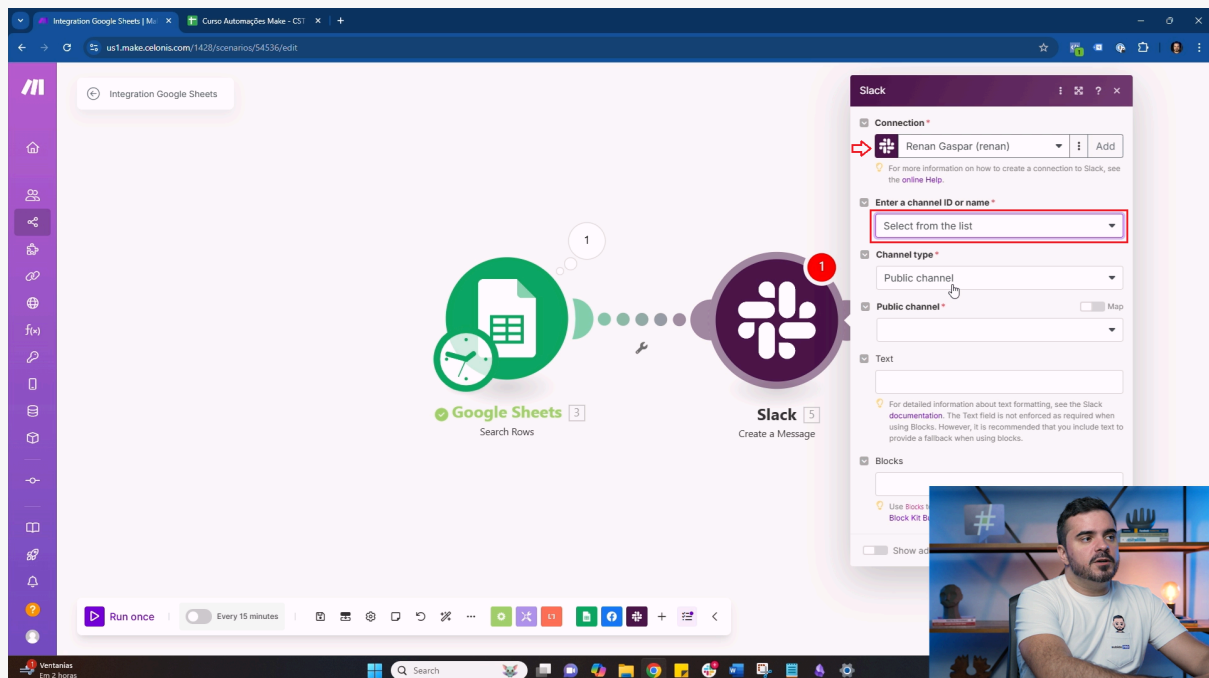 Integration Google Sheets | Ma
Curso Automações Make - CST
us1.make.celonis.com/1428/scenarios/54536/edit
Integration Google Sheets
f(x)
1
Google Sheets 3
Search Rows
1
Slack 5
Create a Message
Slack
?
Connection *
Renan Gaspar (renan)
Add
For more information on how to create a connection to Slack, see
the online Help.
Enter a channel ID or name *
Select from the list
Channel type *
Public channel
Public channel *
Map
Text
For detailed information about text formatting, see the Slack
documentation. The Text field is not enforced as required when
using Blocks. However, it is recommended that you include text to
provide a fallback when using blocks.
Blocks
Use Blocks t
Block Kit Bu
Show ad
Run once
Every 15 minutes
1
Ventanias
Em 2 horas
Search